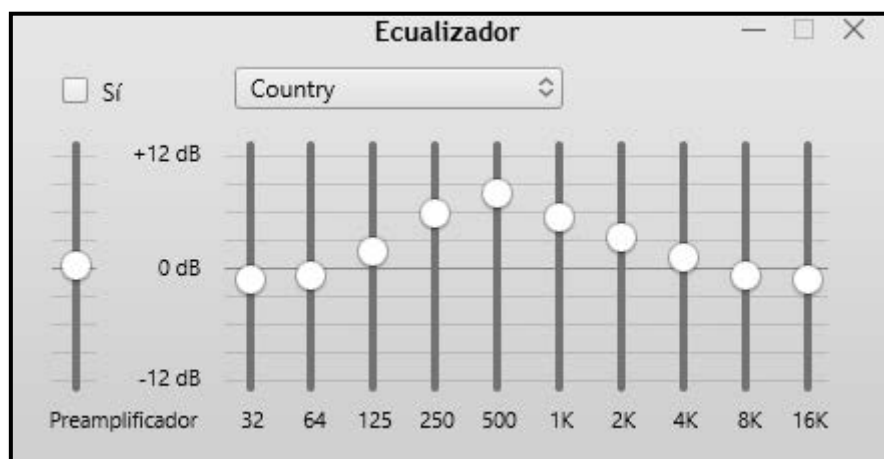 Ecualizador
Sí
Country
+12 dB
0 dB
-12 dB
Preamplificador 32 64 125 250 500 1K 2K 4K 8K 16K